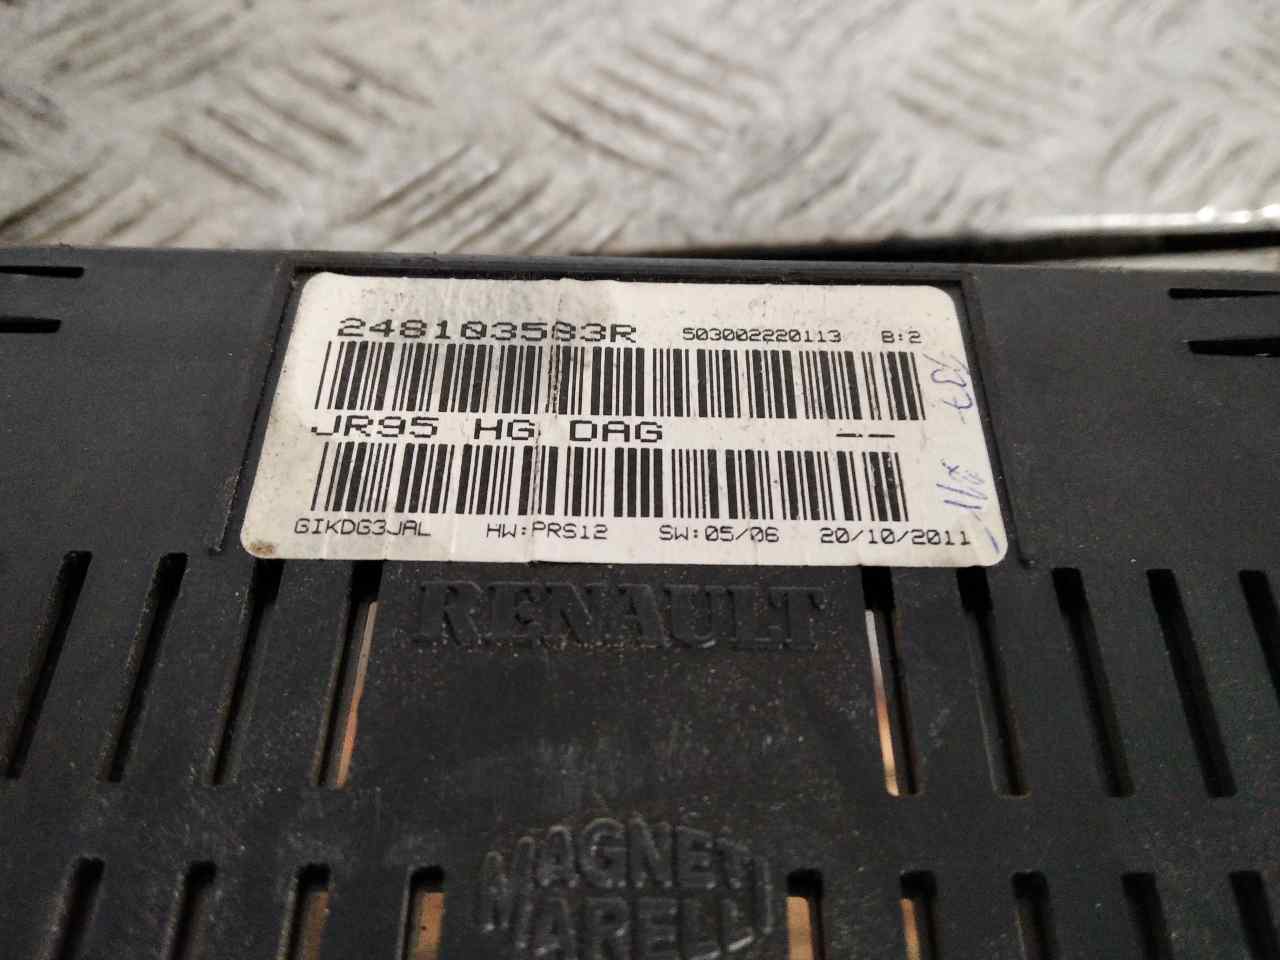 248103583R 503002220113 B:2
JR95 HG DAG --
GIKDG3JAL HW:PRS12 SW:05/06 20/10/2011
RENAULT
MAGNETI
MARELLI